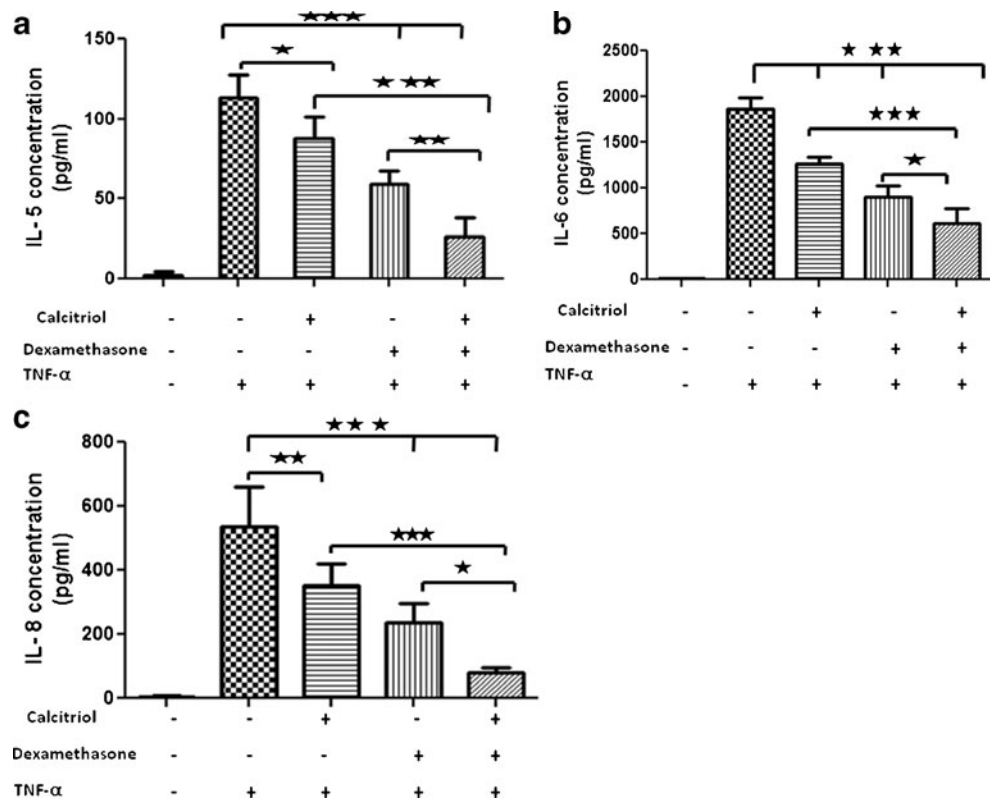 a
★★★
150
★
★ ★★
100
★★
50
0
IL- 5 concentration
(pg/ml)
Calcitriol - - + - +
Dexamethasone - - - + +
TNF-α - + + + +
b
2500
★ ★★
2000
★★★
1500
★
1000
500
0
IL-6 concentration
(pg/ml)
Calcitriol - - + - +
Dexamethasone - - - + +
TNF-α - + + + +
c
★★ ★
800
★★
600
★★★
400
★
200
0
IL- 8 concentration
(pg/ml)
Calcitriol - - + - +
Dexamethasone - - - + +
TNF-α - + + + +